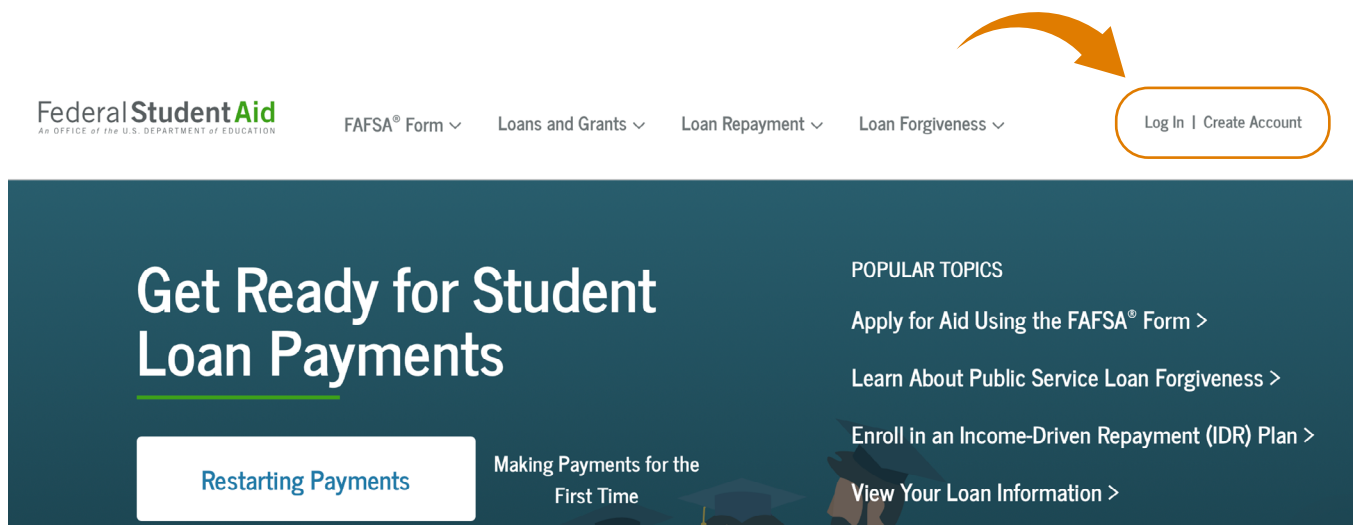 Federal Student Aid
An OFFICE of the U.S. DEPARTMENT of EDUCATION
FAFSA® Form
Loans and Grants
Loan Repayment
Loan Forgiveness
Log In | Create Account
Get Ready for Student
Loan Payments
Restarting Payments
Making Payments for the
First Time
POPULAR TOPICS
Apply for Aid Using the FAFSA® Form >
Learn About Public Service Loan Forgiveness >
Enroll in an Income-Driven Repayment (IDR) Plan >
View Your Loan Information >